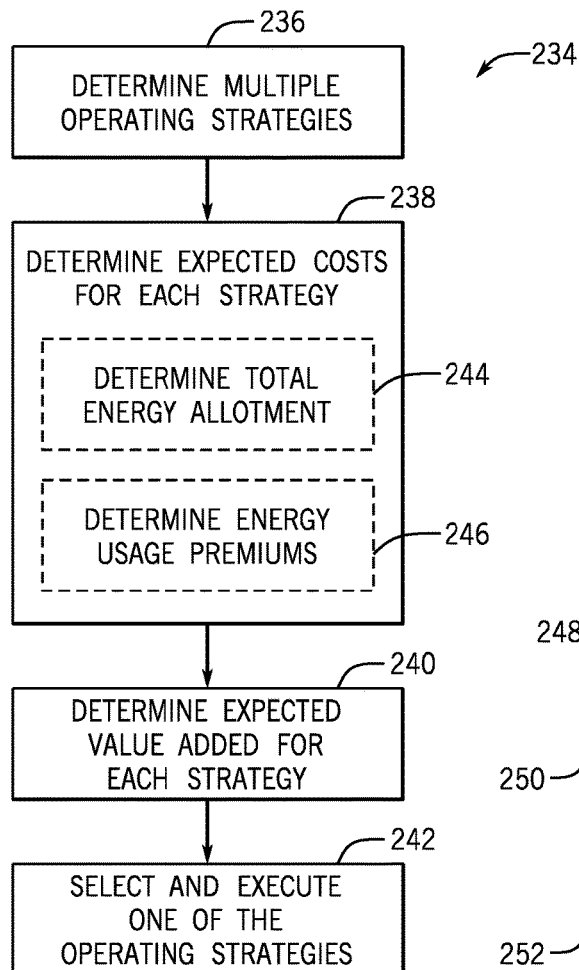 236
234
DETERMINE MULTIPLE
OPERATING STRATEGIES
238
DETERMINE EXPECTED COSTS
FOR EACH STRATEGY
DETERMINE TOTAL
ENERGY ALLOTMENT
244
DETERMINE ENERGY
USAGE PREMIUMS
246
248
240
DETERMINE EXPECTED
VALUE ADDED FOR
EACH STRATEGY
250
242
SELECT AND EXECUTE
ONE OF THE
OPERATING STRATEGIES
252